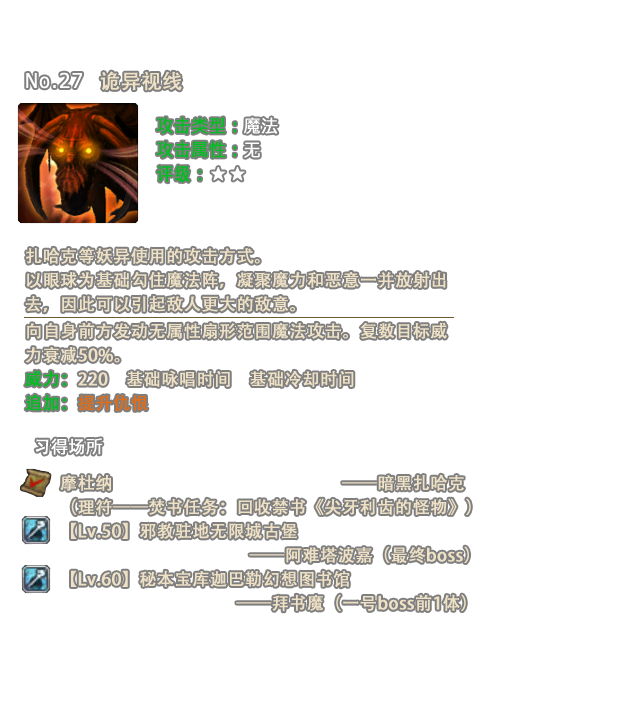 No.27 诡异视线
攻击类型：魔法
攻击属性：无
评级：★★
扎哈克等妖异使用的攻击方式。
以眼球为基础勾住魔法阵，凝聚魔力和恶意一并放射出
去，因此可以引起敌人更大的敌意。
向自身前方发动无属性扇形范围魔法攻击。复数目标威
力衰减50%。
威力：220 基础咏唱时间 基础冷却时间
追加：提升仇恨
习得场所
摩杜纳 ——暗黑扎哈克
（理符——焚书任务：回收禁书《尖牙利齿的怪物》）
【Lv.50】邪教驻地无限城古堡
——阿难塔波嘉（最终boss）
【Lv.60】秘本宝库迦巴勒幻想图书馆
——拜书魔（一号boss前1体）